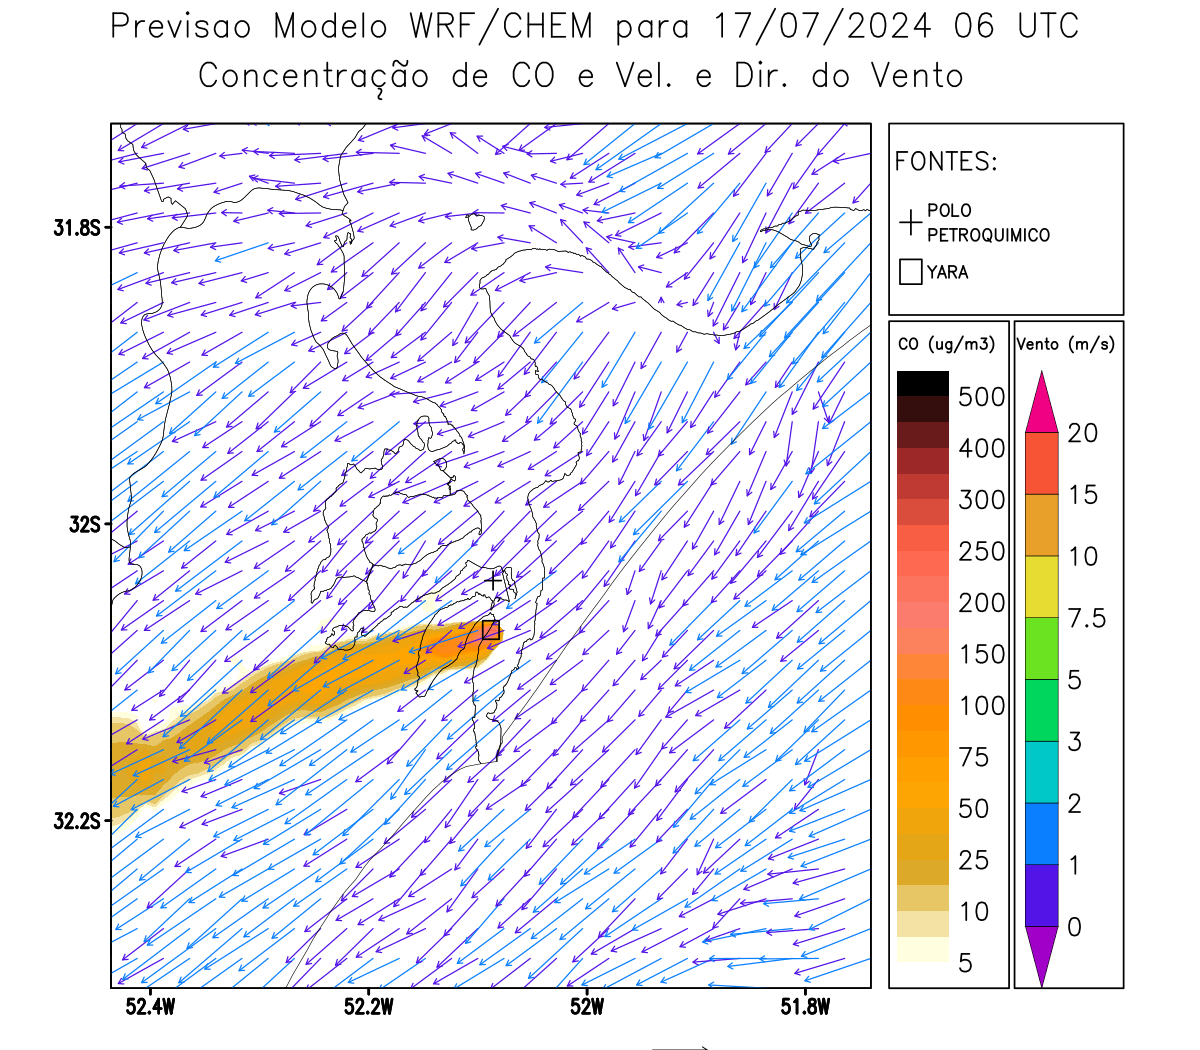 Previsao Modelo WRF/CHEM para 17/07/2024 06 UTC
Concentração de CO e Vel. e Dir. do Vento
FONTES:
POLO
PETROQUIMICO
YARA
CO (ug/m3)
500
400
300
250
200
150
100
75
50
25
10
5
Vento (m/s)
20
15
10
7.5
5
3
2
1
0
31.8S
32S
32.2S
52.4W
52.2W
52W
51.8W